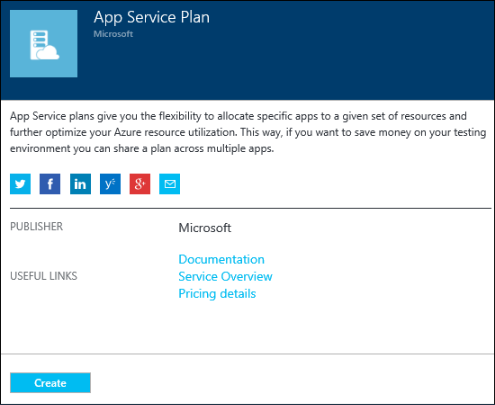 App Service Plan
Microsoft
App Service plans give you the flexibility to allocate specific apps to a given set of resources and
further optimize your Azure resource utilization. This way, if you want to save money on your testing
environment you can share a plan across multiple apps.
PUBLISHER
Microsoft
USEFUL LINKS
Documentation
Service Overview
Pricing details
Create